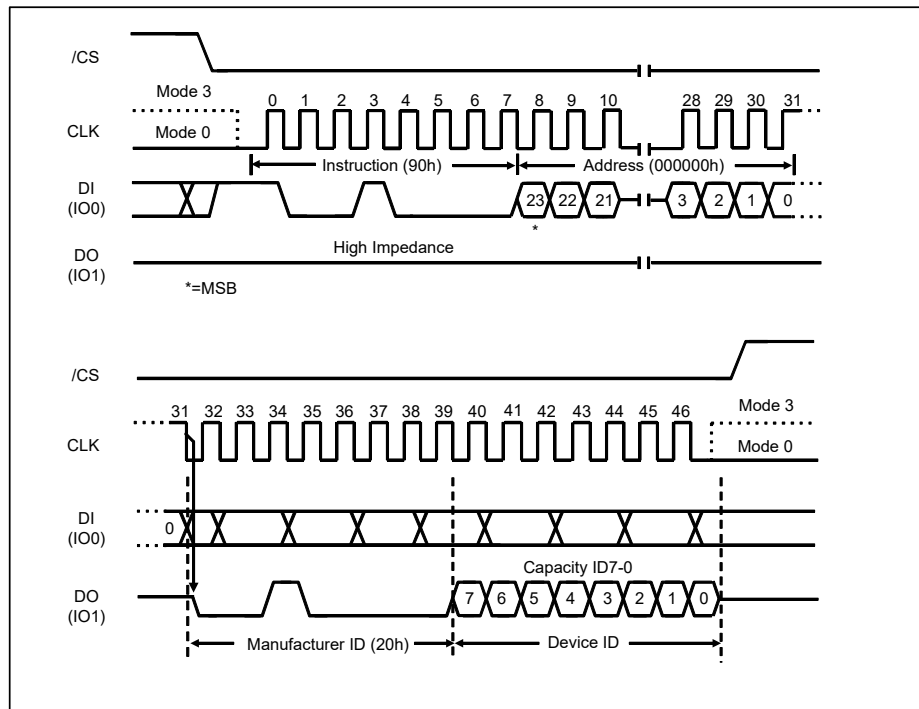 /CS
Mode 3
0 1 2 3 4 5 6 7 8 9 10 28 29 30 31
CLK
Mode 0
Instruction (90h) Address (000000h)
DI
(IO0)
23 22 21 3 2 1 0
*
High Impedance
DO
(IO1)
*=MSB
/CS
31 32 33 34 35 36 37 38 39 40 41 42 43 44 45 46
Mode 3
CLK
Mode 0
DI
(IO0)
0
Capacity ID7-0
DO
(IO1)
7 6 5 4 3 2 1 0
Manufacturer ID (20h) Device ID